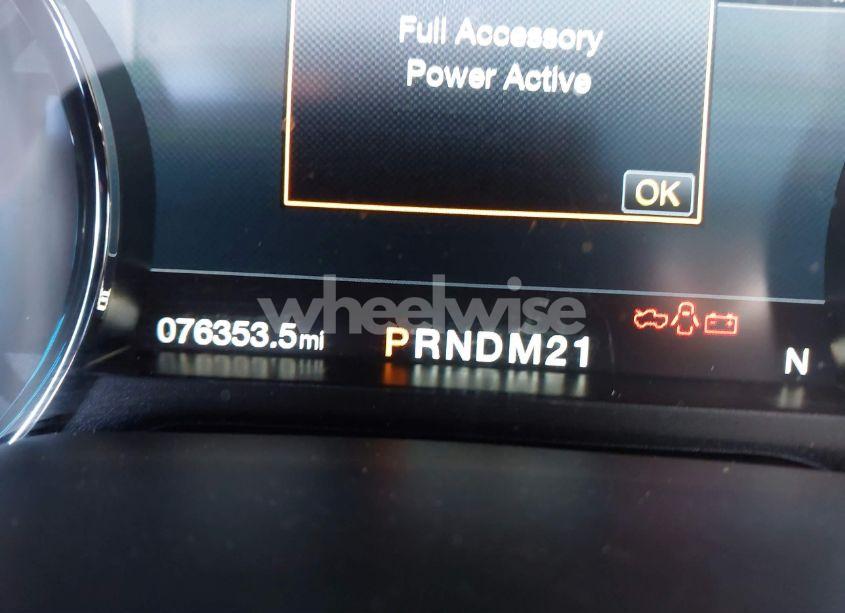 Full Accessory
Power Active
OK
wheelwise
076353.5mi PRNDM21 N